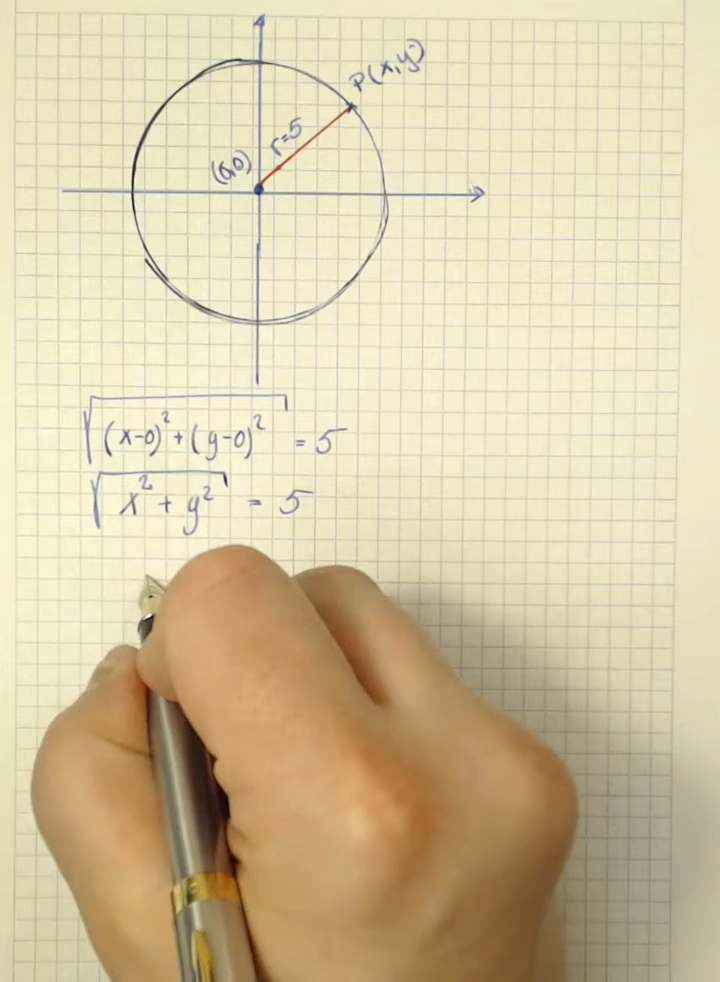 P(x,y)
r=5
(0,0)
√((x-0)²+(y-0)²) = 5
√(x²+y²) = 5